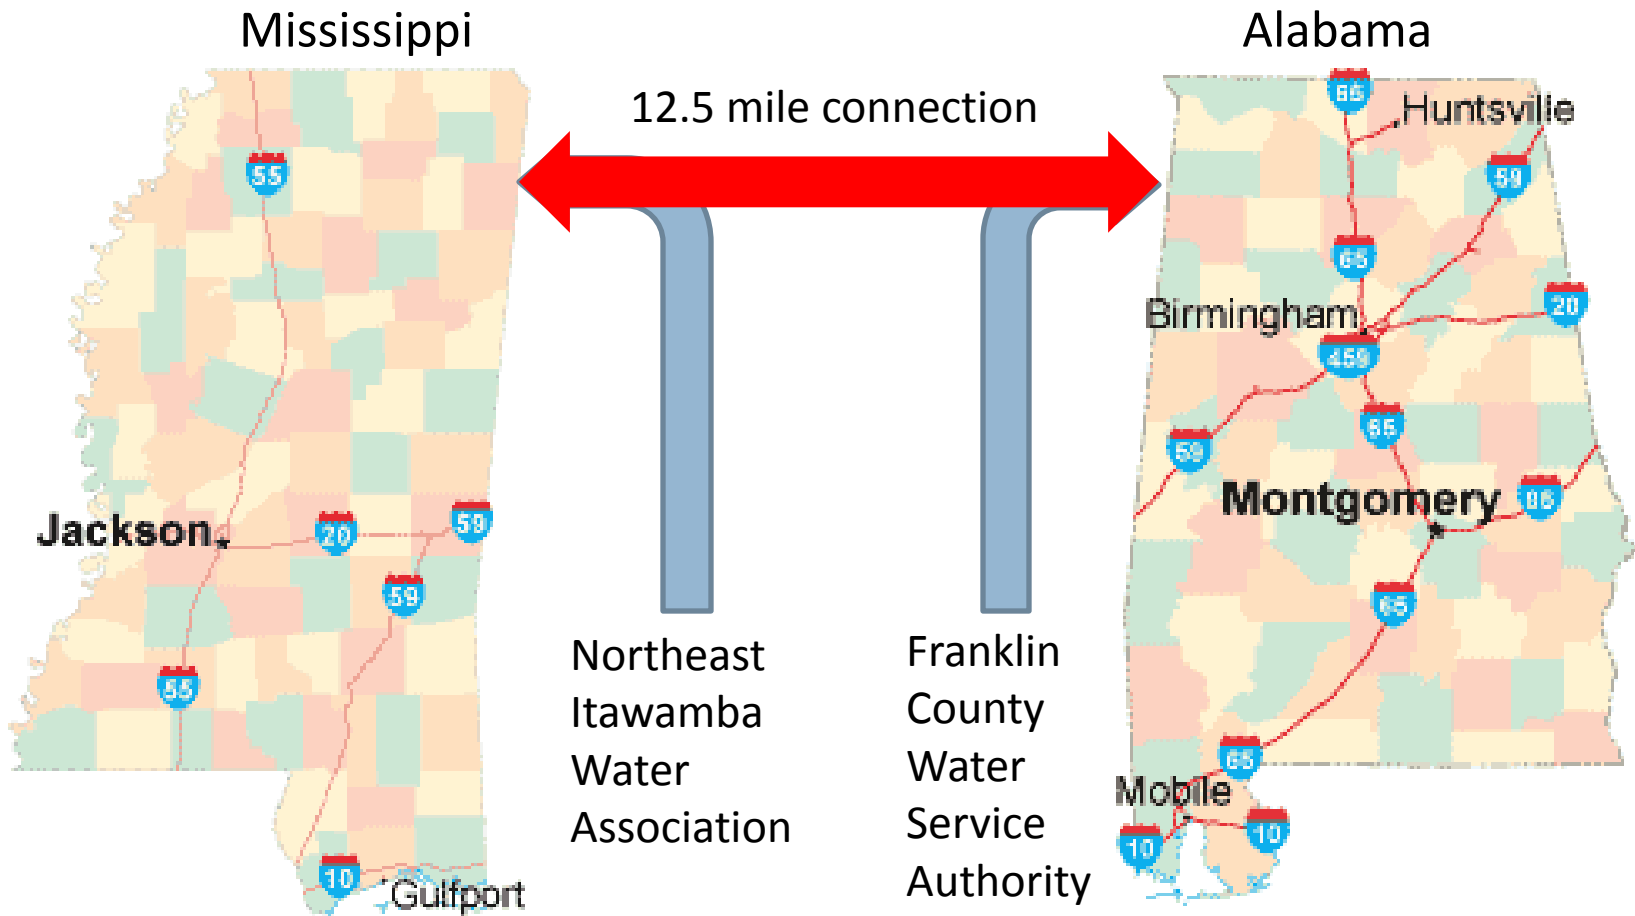 Mississippi
Alabama
12.5 mile connection
Huntsville
65
55
59
65
Birmingham
20
459
65
59
Montgomery
85
Jackson
20
59
59
65
55
65
Mobile
10
10
10
Gulfport
Northeast
Itawamba
Water
Association
Franklin
County
Water
Service
Authority